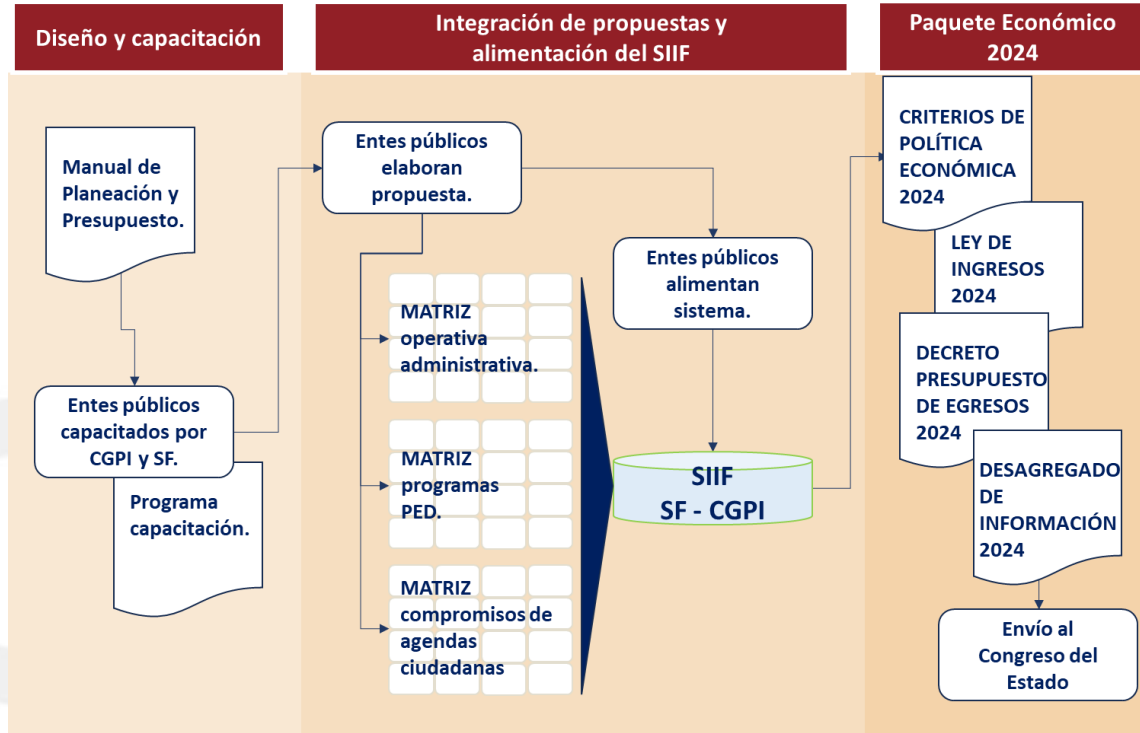 Diseño y capacitación
Integración de propuestas y
alimentación del SIIF
Paquete Económico
2024
Manual de
Planeación y
Presupuesto.
Entes públicos
capacitados por
CGPI y SF.
Programa
capacitación.
Entes públicos
elaboran
propuesta.
MATRIZ
operativa
administrativa.
MATRIZ
programas
PED.
MATRIZ
compromisos de
agendas
ciudadanas
Entes públicos
alimentan
sistema.
SIIF
SF - CGPI
CRITERIOS DE
POLÍTICA
ECONÓMICA
2024
LEY DE
INGRESOS
2024
DECRETO
PRESUPUESTO
DE EGRESOS
2024
DESAGREGADO
DE
INFORMACIÓN
2024
Envío al
Congreso del
Estado